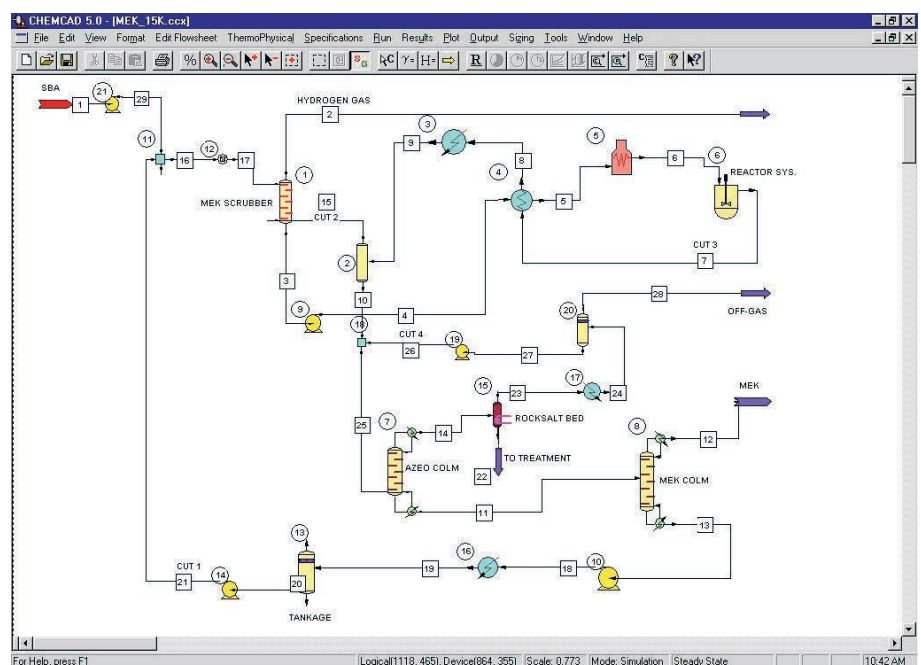 CHEMCAD 5.0 - [MEK_15K.ccx]
File Edit View Format Edit Flowsheet ThermoPhysical Specifications Run Results Plot Output Sizing Tools Window Help
% S G C γ= H= R ? ?
SBA
1
21
29
HYDROGEN GAS
2
11
16
12
17
1
MEK SCRUBBER
15
CUT 2
9
3
8
4
5
5
6
6
REACTOR SYS.
CUT 3
7
2
3
10
9
4
18
CUT 4
26
19
27
20
28
OFF-GAS
15
23
17
24
ROCKSALT BED
MEK
25
7
14
AZEO COLM
TO TREATMENT
22
8
12
MEK COLM
11
13
13
19
16
18
10
CUT 1
21
14
20
TANKAGE
For Help, press F1
Logical(1118, 465), Device(864, 355) Scale: 0.773 Mode: Simulation Steady State 10:42 AM